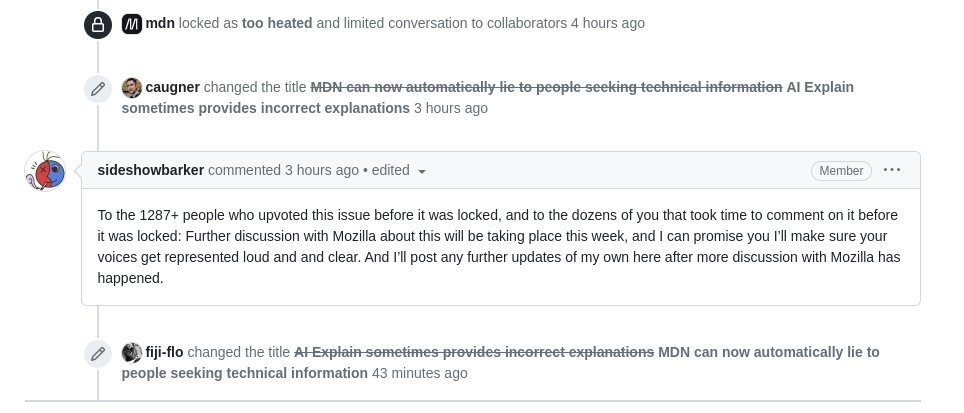 mdn locked as too heated and limited conversation to collaborators 4 hours ago
caugner changed the title MDN can now automatically lie to people seeking technical information AI Explain
sometimes provides incorrect explanations 3 hours ago
sideshowbarker commented 3 hours ago • edited
Member
To the 1287+ people who upvoted this issue before it was locked, and to the dozens of you that took time to comment on it before
it was locked: Further discussion with Mozilla about this will be taking place this week, and I can promise you I’ll make sure your
voices get represented loud and and clear. And I’ll post any further updates of my own here after more discussion with Mozilla has
happened.
fiji-flo changed the title AI Explain sometimes provides incorrect explanations MDN can now automatically lie to
people seeking technical information 43 minutes ago